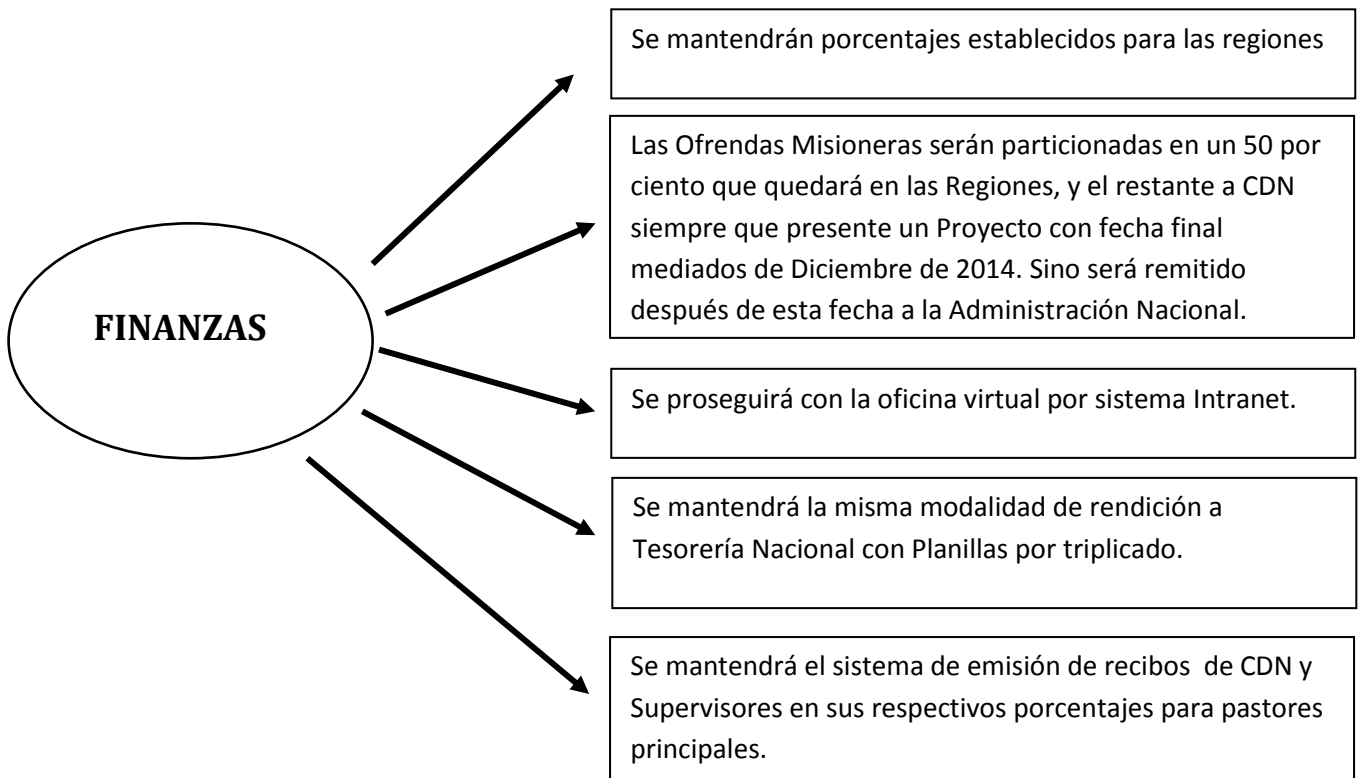 Se mantendrán porcentajes establecidos para las regiones
Las Ofrendas Misioneras serán particionadas en un 50 por
ciento que quedará en las Regiones, y el restante a CDN
siempre que presente un Proyecto con fecha final
mediados de Diciembre de 2014. Sino será remitido
después de esta fecha a la Administración Nacional.
FINANZAS
Se proseguirá con la oficina virtual por sistema Intranet.
Se mantendrá la misma modalidad de rendición a
Tesorería Nacional con Planillas por triplicado.
Se mantendrá el sistema de emisión de recibos  de CDN y
Supervisores en sus respectivos porcentajes para pastores
principales.